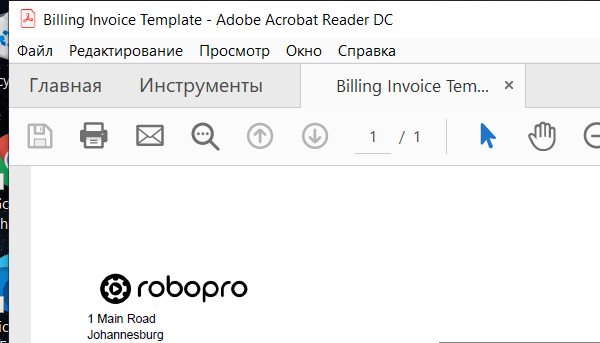 Billing Invoice Template - Adobe Acrobat Reader DC
Файл Редактирование Просмотр Окно Справка
Главная Инструменты Billing Invoice Tem... ×
1 / 1
robopro
1 Main Road
Johannesburg